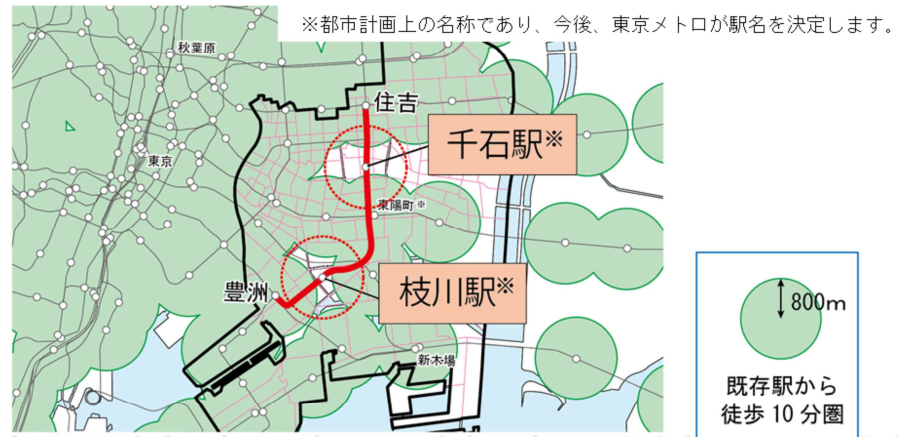 ※都市計画上の名称であり、今後、東京メトロが駅名を決定します。
秋葉原
住吉
千石駅※
東京
東陽町※
豊洲
枝川駅※
新木場
800m
既存駅から
徒歩10分圏